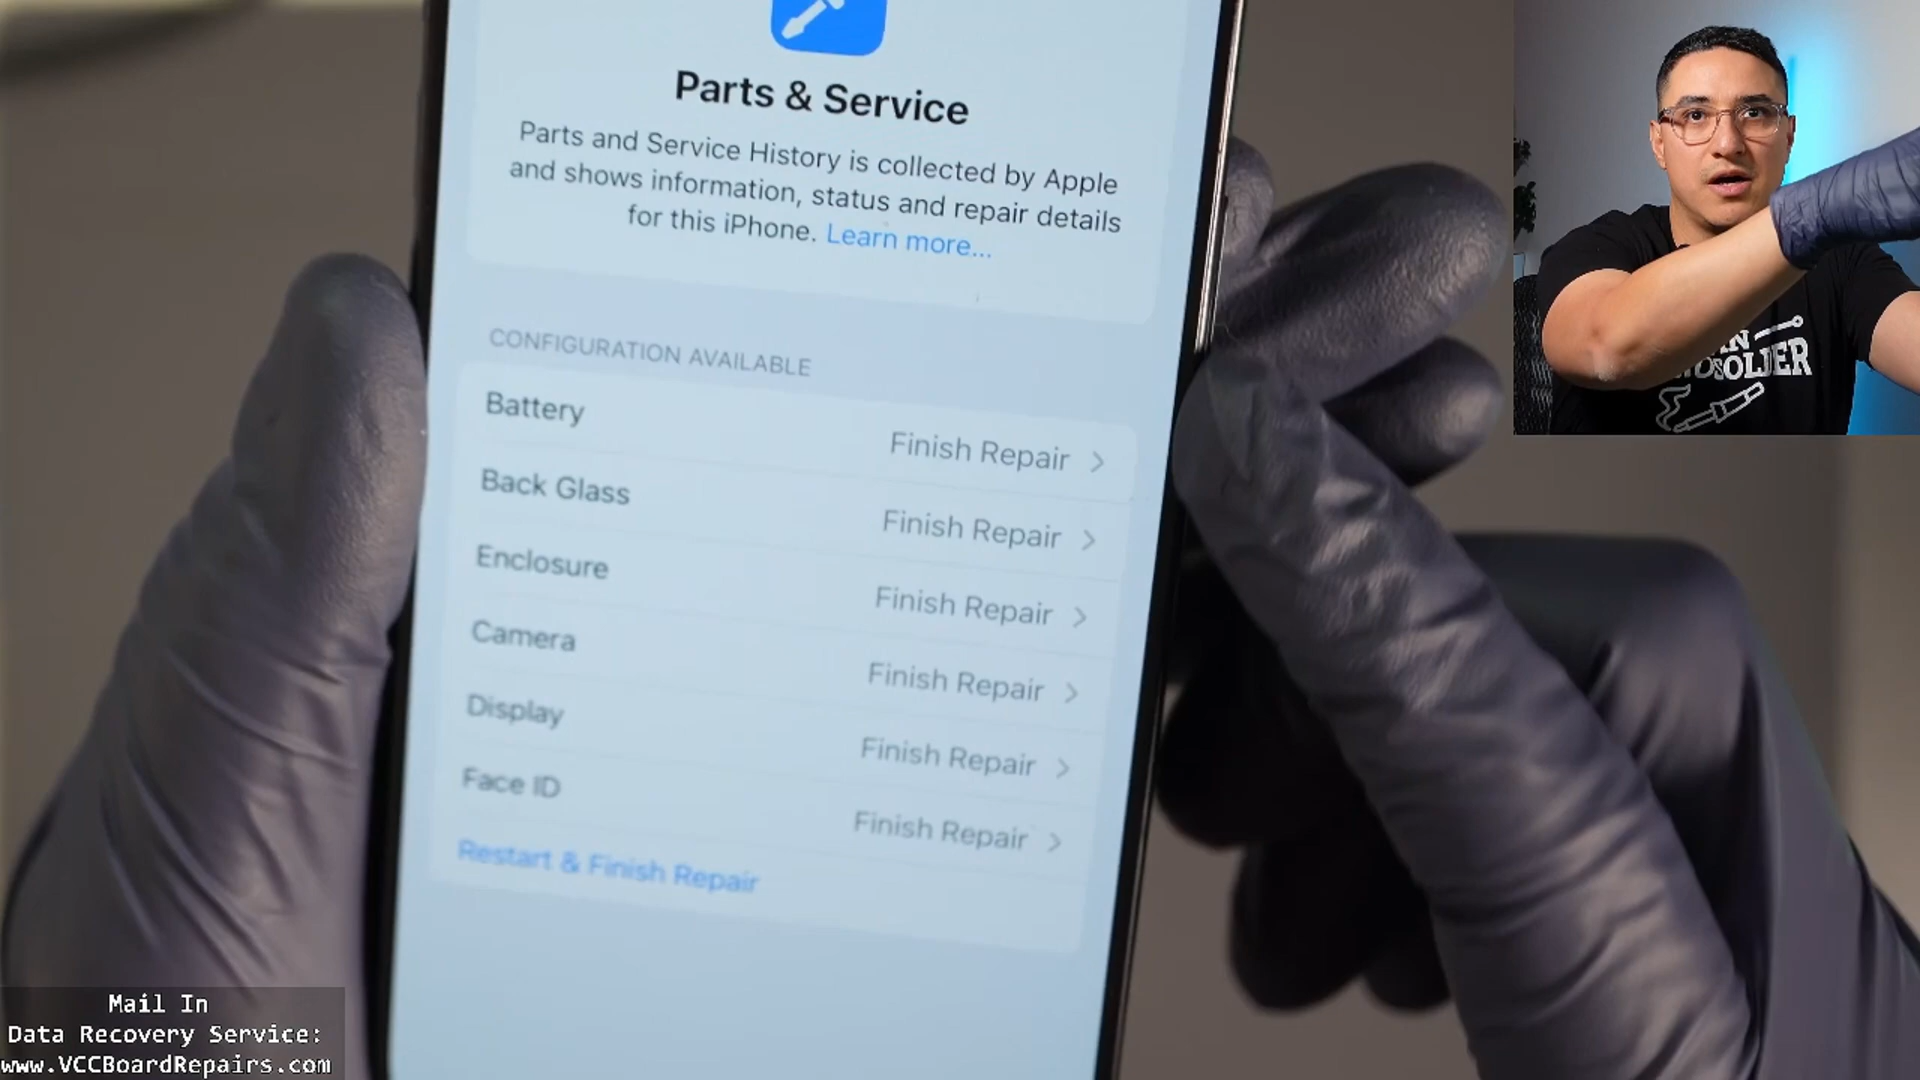 Parts & Service
Parts and Service History is collected by Apple
and shows information, status and repair details
for this iPhone. Learn more...
CONFIGURATION AVAILABLE
Battery Finish Repair
Back Glass Finish Repair
Enclosure Finish Repair
Camera Finish Repair
Display Finish Repair
Face ID Finish Repair
Restart & Finish Repair
SOLDER
Mail In
Data Recovery Service:
www.VCCBoardRepairs.com